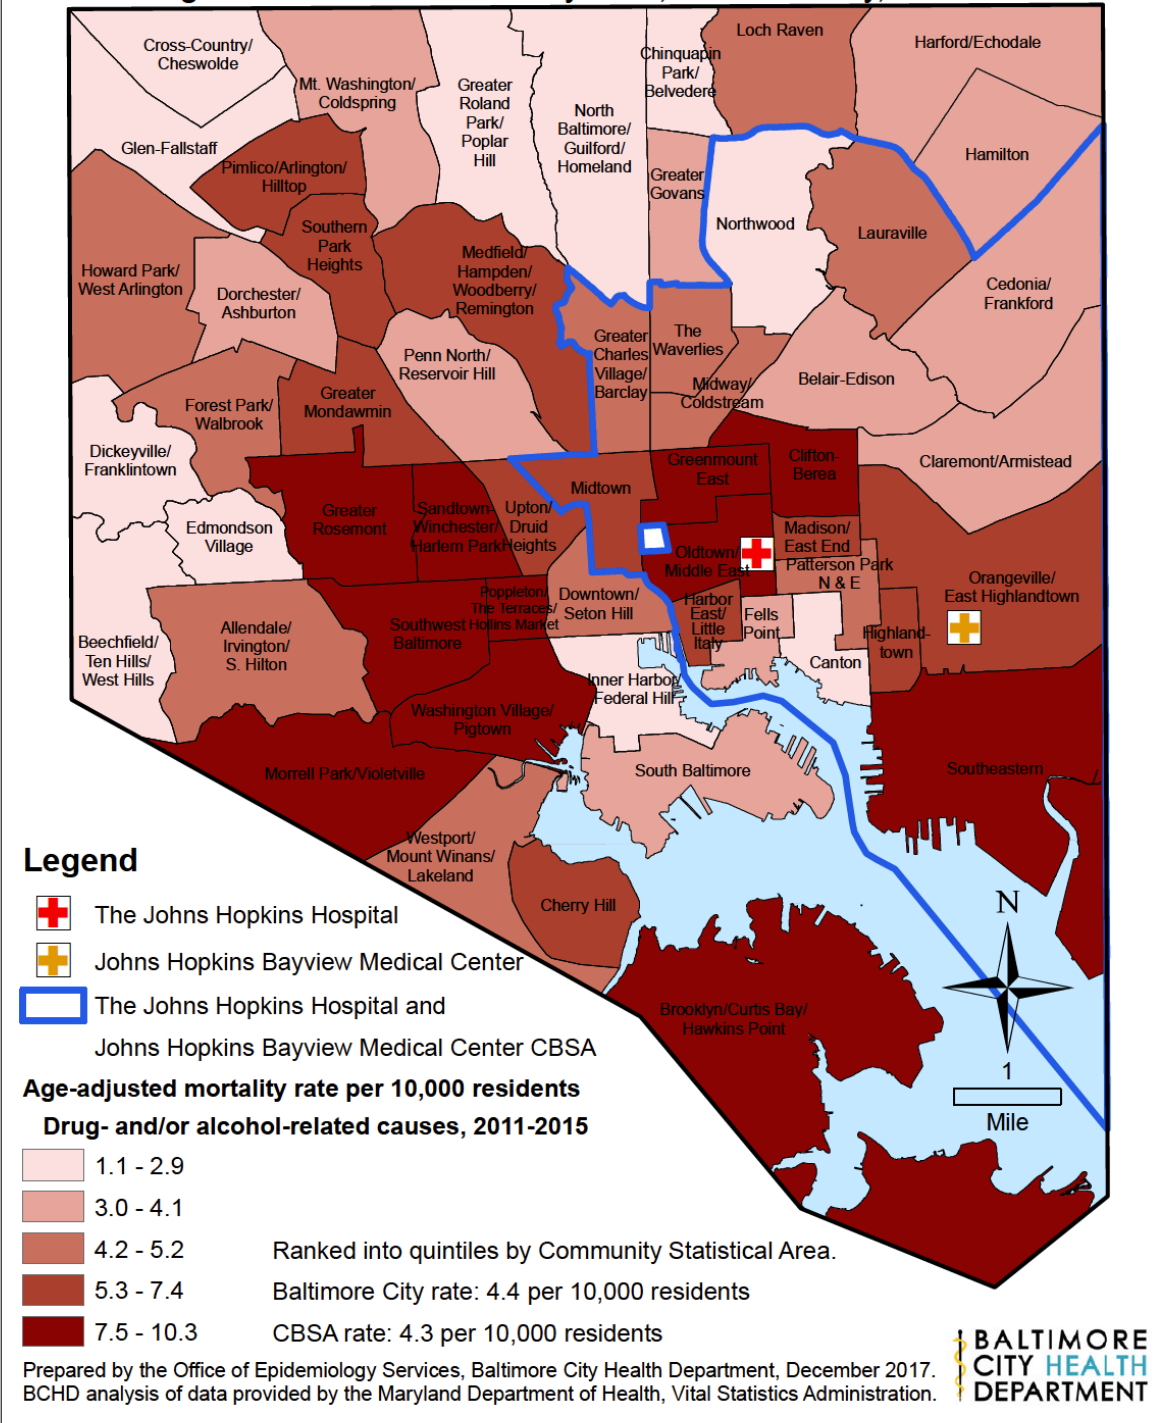 Cross-Country/
Cheswolde
Mt. Washington/
Coldspring
Greater
Roland
Park/
Poplar
Hill
North
Baltimore/
Guilford/
Homeland
Chinquapin
Park/
Belvedere
Loch Raven
Harford/Echodale
Glen-Fallstaff
Pimlico/Arlington/
Hilltop
Greater
Govans
Northwood
Hamilton
Lauraville
Southern
Park
Heights
Howard Park/
West Arlington
Dorchester/
Ashburton
Medfield/
Hampden/
Woodberry/
Remington
Cedonia/
Frankford
Penn North/
Reservoir Hill
Greater
Charles
Village/
Barclay
The
Waverlies
Midway/
Coldstream
Belair-Edison
Forest Park/
Walbrook
Greater
Mondawmin
Dickeyville/
Franklintown
Claremont/Armistead
Greenmount
East
Clifton-
Berea
Midtown
Edmondson
Village
Greater
Rosemont
Sandtown-
Winchester/
Harlem Park
Upton/
Druid
Heights
Oldtown/
Middle East
Madison/
East End
Patterson Park
N & E
Orangeville/
East Highlandtown
Beechfield/
Ten Hills/
West Hills
Allendale/
Irvington/
S. Hilton
Southwest
Baltimore
Poppleton/
The Terraces/
Hollins Market
Downtown/
Seton Hill
Harbor
East/
Little
Italy
Fells
Point
Canton
Highland-
town
Inner Harbor/
Federal Hill
Washington Village/
Pigtown
Morrell Park/Violetville
South Baltimore
Southeastern
Westport/
Mount Winans/
Lakeland
Cherry Hill
Brooklyn/Curtis Bay/
Hawkins Point
N
1
Mile
Legend
The Johns Hopkins Hospital
Johns Hopkins Bayview Medical Center
The Johns Hopkins Hospital and
Johns Hopkins Bayview Medical Center CBSA
Age-adjusted mortality rate per 10,000 residents
Drug- and/or alcohol-related causes, 2011-2015
1.1 - 2.9
3.0 - 4.1
4.2 - 5.2 Ranked into quintiles by Community Statistical Area.
5.3 - 7.4 Baltimore City rate: 4.4 per 10,000 residents
7.5 - 10.3 CBSA rate: 4.3 per 10,000 residents
Prepared by the Office of Epidemiology Services, Baltimore City Health Department, December 2017.
BCHD analysis of data provided by the Maryland Department of Health, Vital Statistics Administration.
BALTIMORE
CITY HEALTH
DEPARTMENT